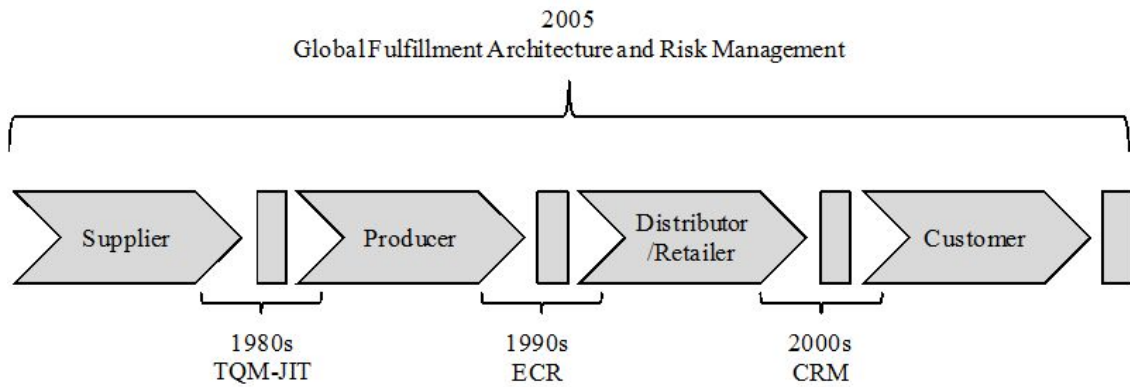 2005
Global Fulfillment Architecture and Risk Management
Supplier
Producer
Distributor
/Retailer
Customer
1980s
TQM-JIT
1990s
ECR
2000s
CRM